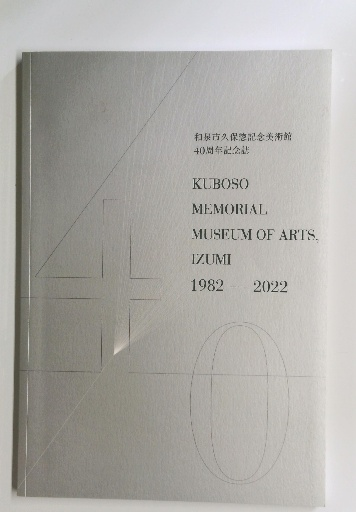 和泉市久保惣記念美術館
40周年記念誌
KUBOSO
MEMORIAL
MUSEUM OF ARTS,
IZUMI
1982 – 2022
40